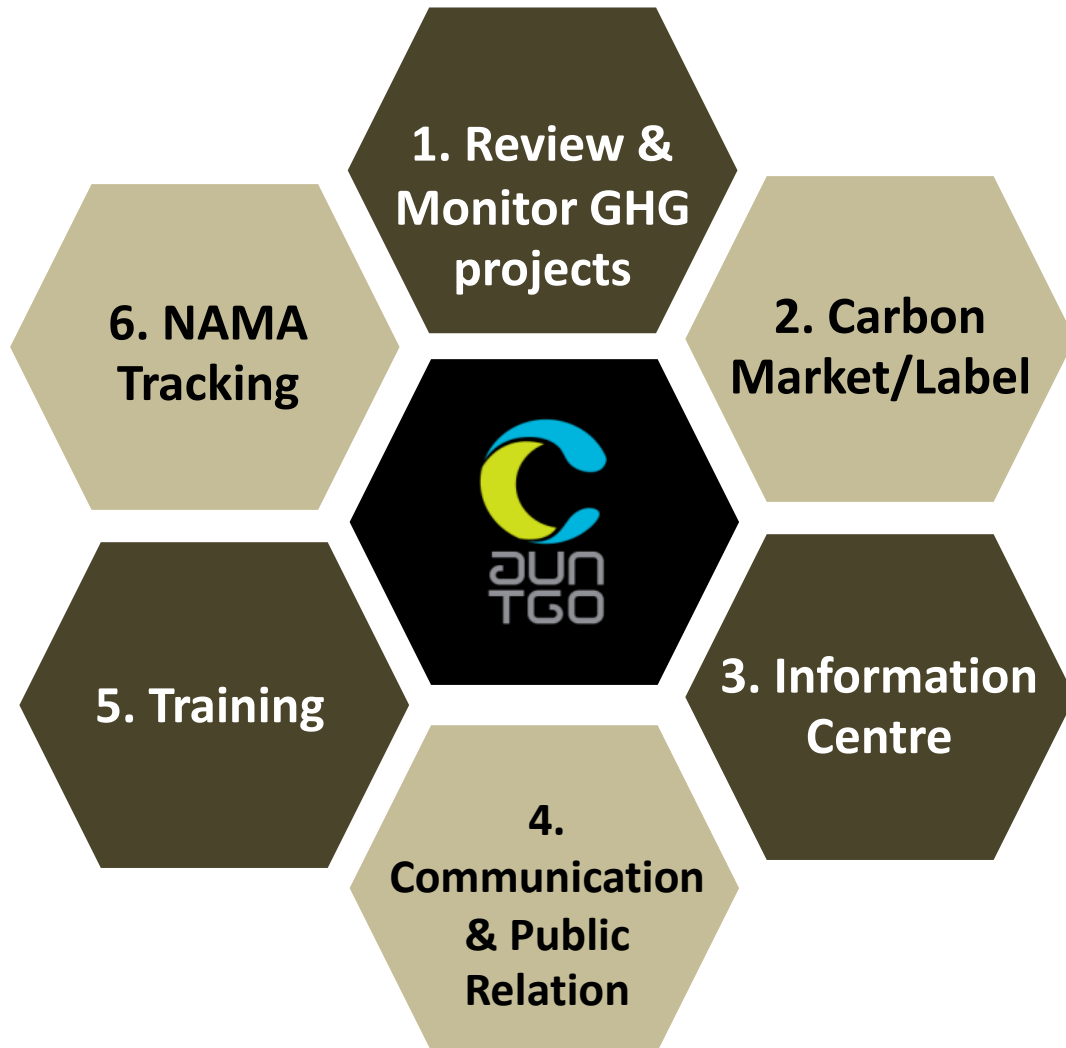 1. Review &
Monitor GHG
projects
2. Carbon
Market/Label
3. Information
Centre
4.
Communication
& Public
Relation
5. Training
6. NAMA
Tracking
อบก
TGO